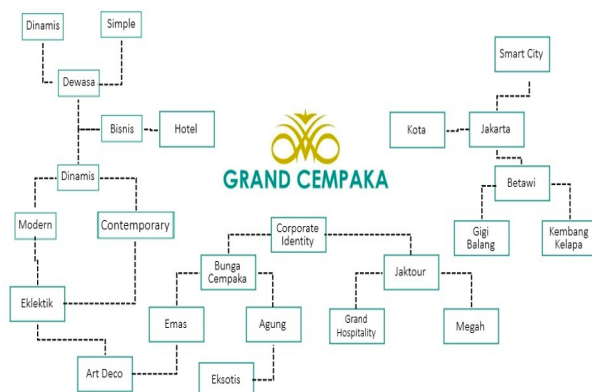 Dinamis
Simple
Dewasa
Bisnis
Hotel
Dinamis
Modern
Contemporary
Eklektik
Art Deco
GRAND CEMPAKA
Corporate
Identity
Bunga
Cempaka
Jaktour
Emas
Agung
Eksotis
Grand
Hospitality
Megah
Smart City
Kota
Jakarta
Betawi
Gigi
Balang
Kembang
Kelapa